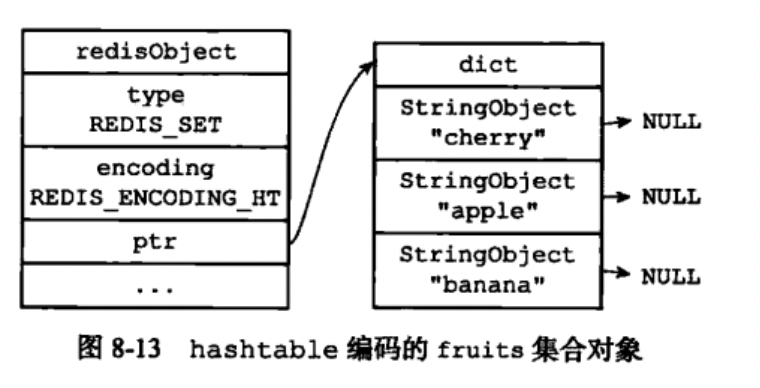 redisObject
type
REDIS_SET
encoding
REDIS_ENCODING_HT
ptr
...
dict
StringObject
"cherry"
NULL
StringObject
"apple"
NULL
StringObject
"banana"
NULL
图 8-13 hashtable 编码的 fruits 集合对象